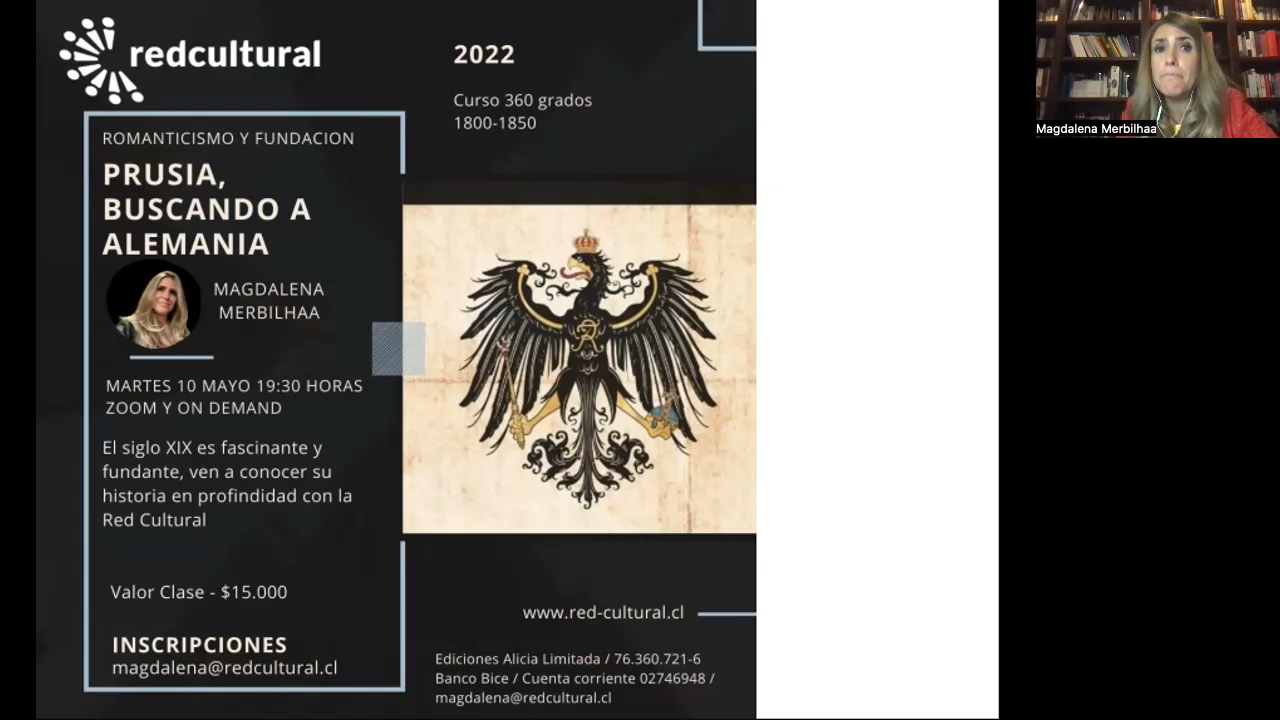 redcultural
2022
Curso 360 grados
1800-1850
ROMANTICISMO Y FUNDACION
PRUSIA,
BUSCANDO A
ALEMANIA
MAGDALENA
MERBILHAA
MARTES 10 MAYO 19:30 HORAS
ZOOM Y ON DEMAND
El siglo XIX es fascinante y
fundante, ven a conocer su
historia en profindidad con la
Red Cultural
Valor Clase - $15.000
INSCRIPCIONES
magdalena@redcultural.cl
www.red-cultural.cl
Ediciones Alicia Limitada / 76.360.721-6
Banco Bice / Cuenta corriente 02746948 /
magdalena@redcultural.cl
Magdalena Merbilhaa